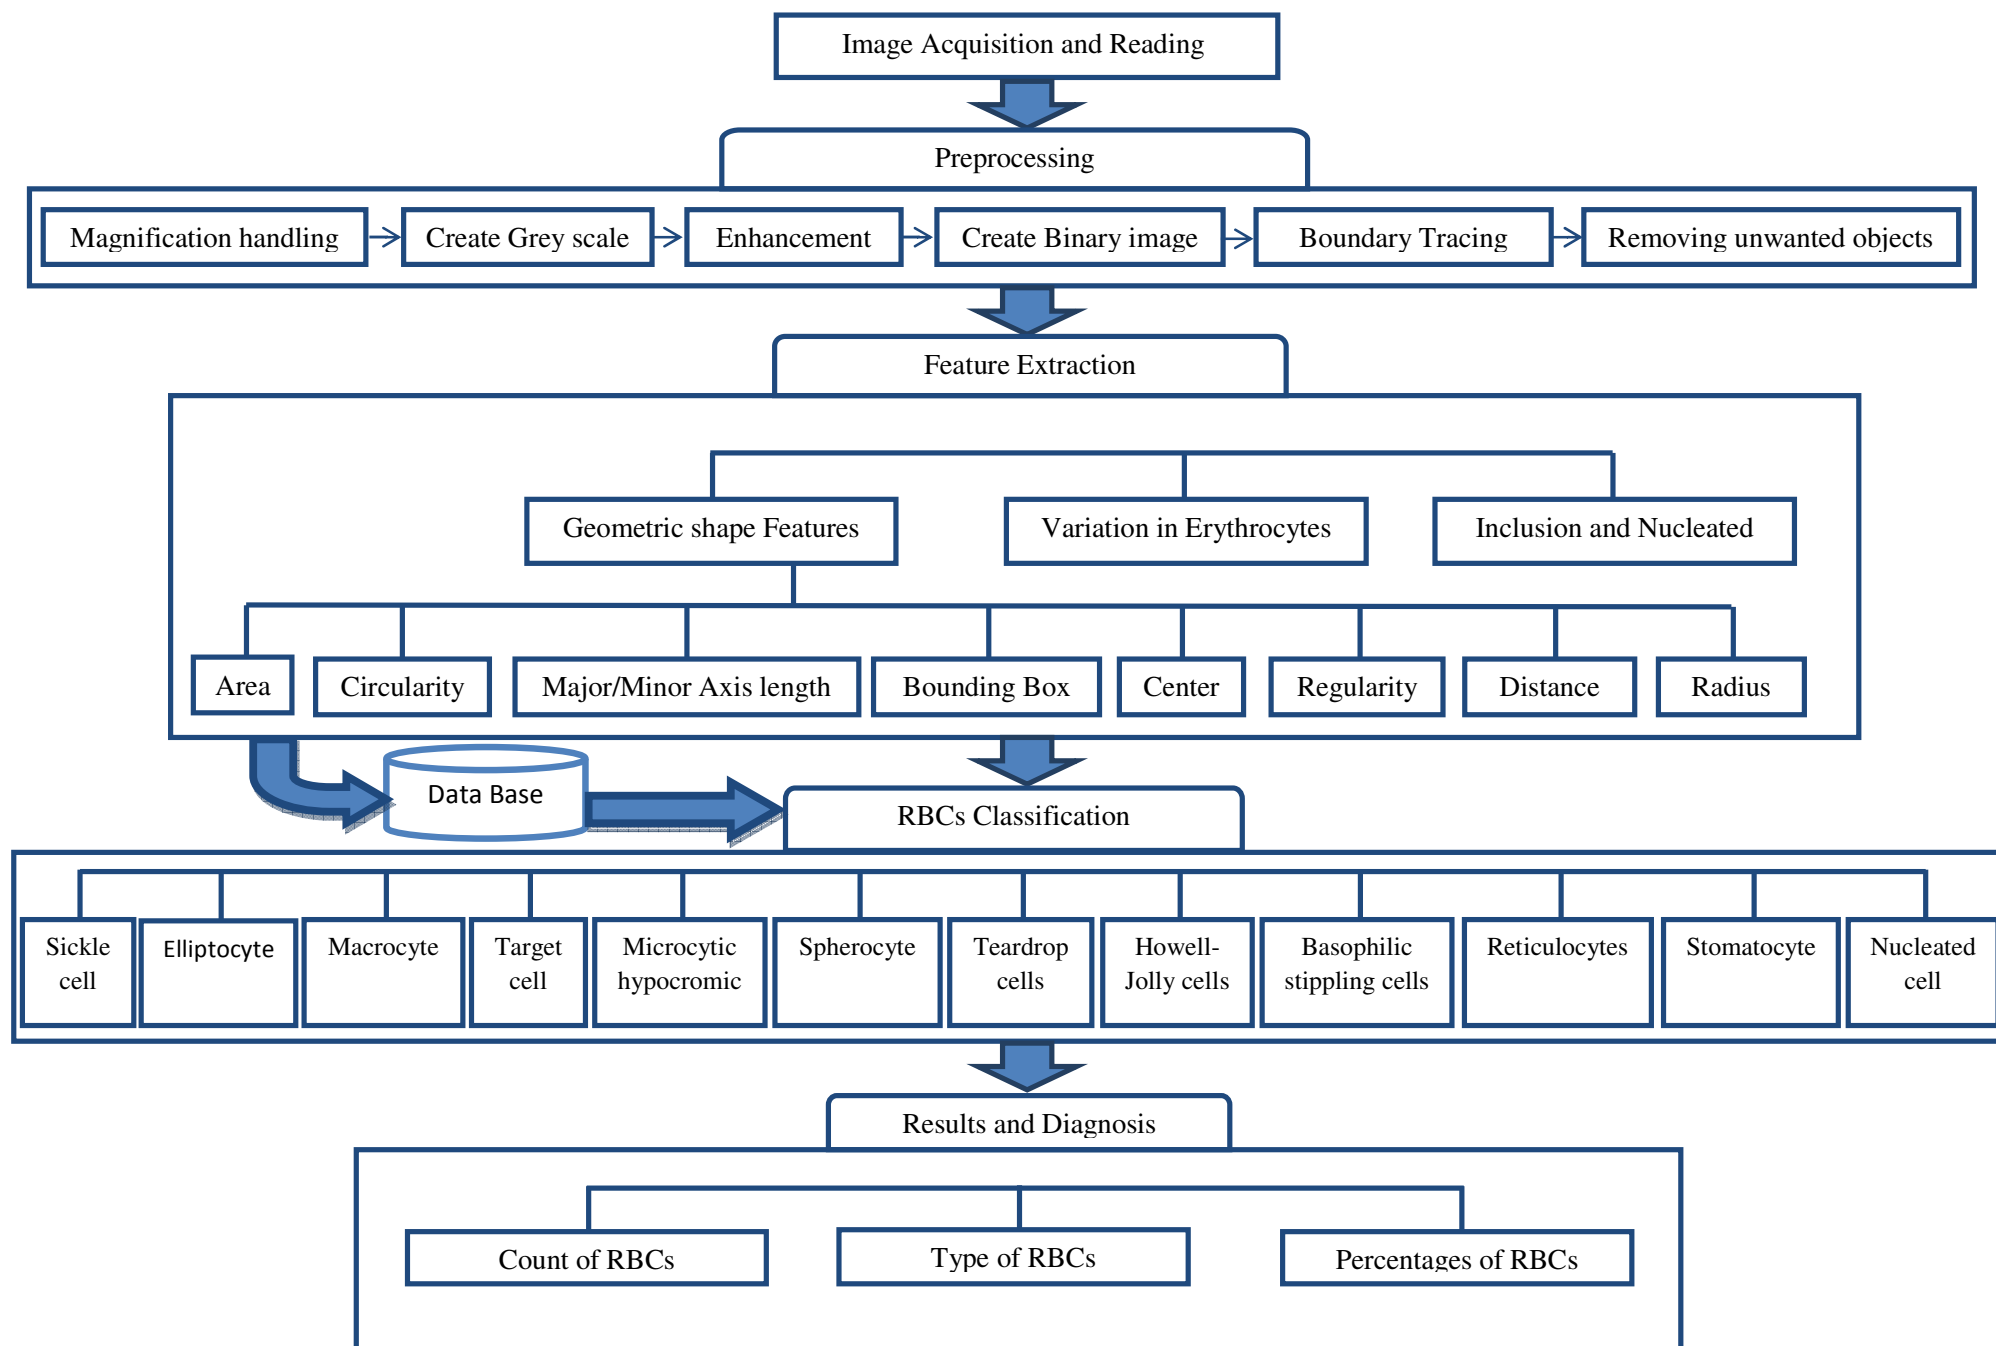 Image Acquisition and Reading
Preprocessing
Magnification handling
Create Grey scale
Enhancement
Create Binary image
Boundary Tracing
Removing unwanted objects
Feature Extraction
Geometric shape Features
Variation in Erythrocytes
Inclusion and Nucleated
Area
Circularity
Major/Minor Axis length
Bounding Box
Center
Regularity
Distance
Radius
Data Base
RBCs Classification
Sickle
cell
Elliptocyte
Macrocyte
Target
cell
Microcytic
hypocromic
Spherocyte
Teardrop
cells
Howell-
Jolly cells
Basophilic
stippling cells
Reticulocytes
Stomatocyte
Nucleated
cell
Results and Diagnosis
Count of RBCs
Type of RBCs
Percentages of RBCs